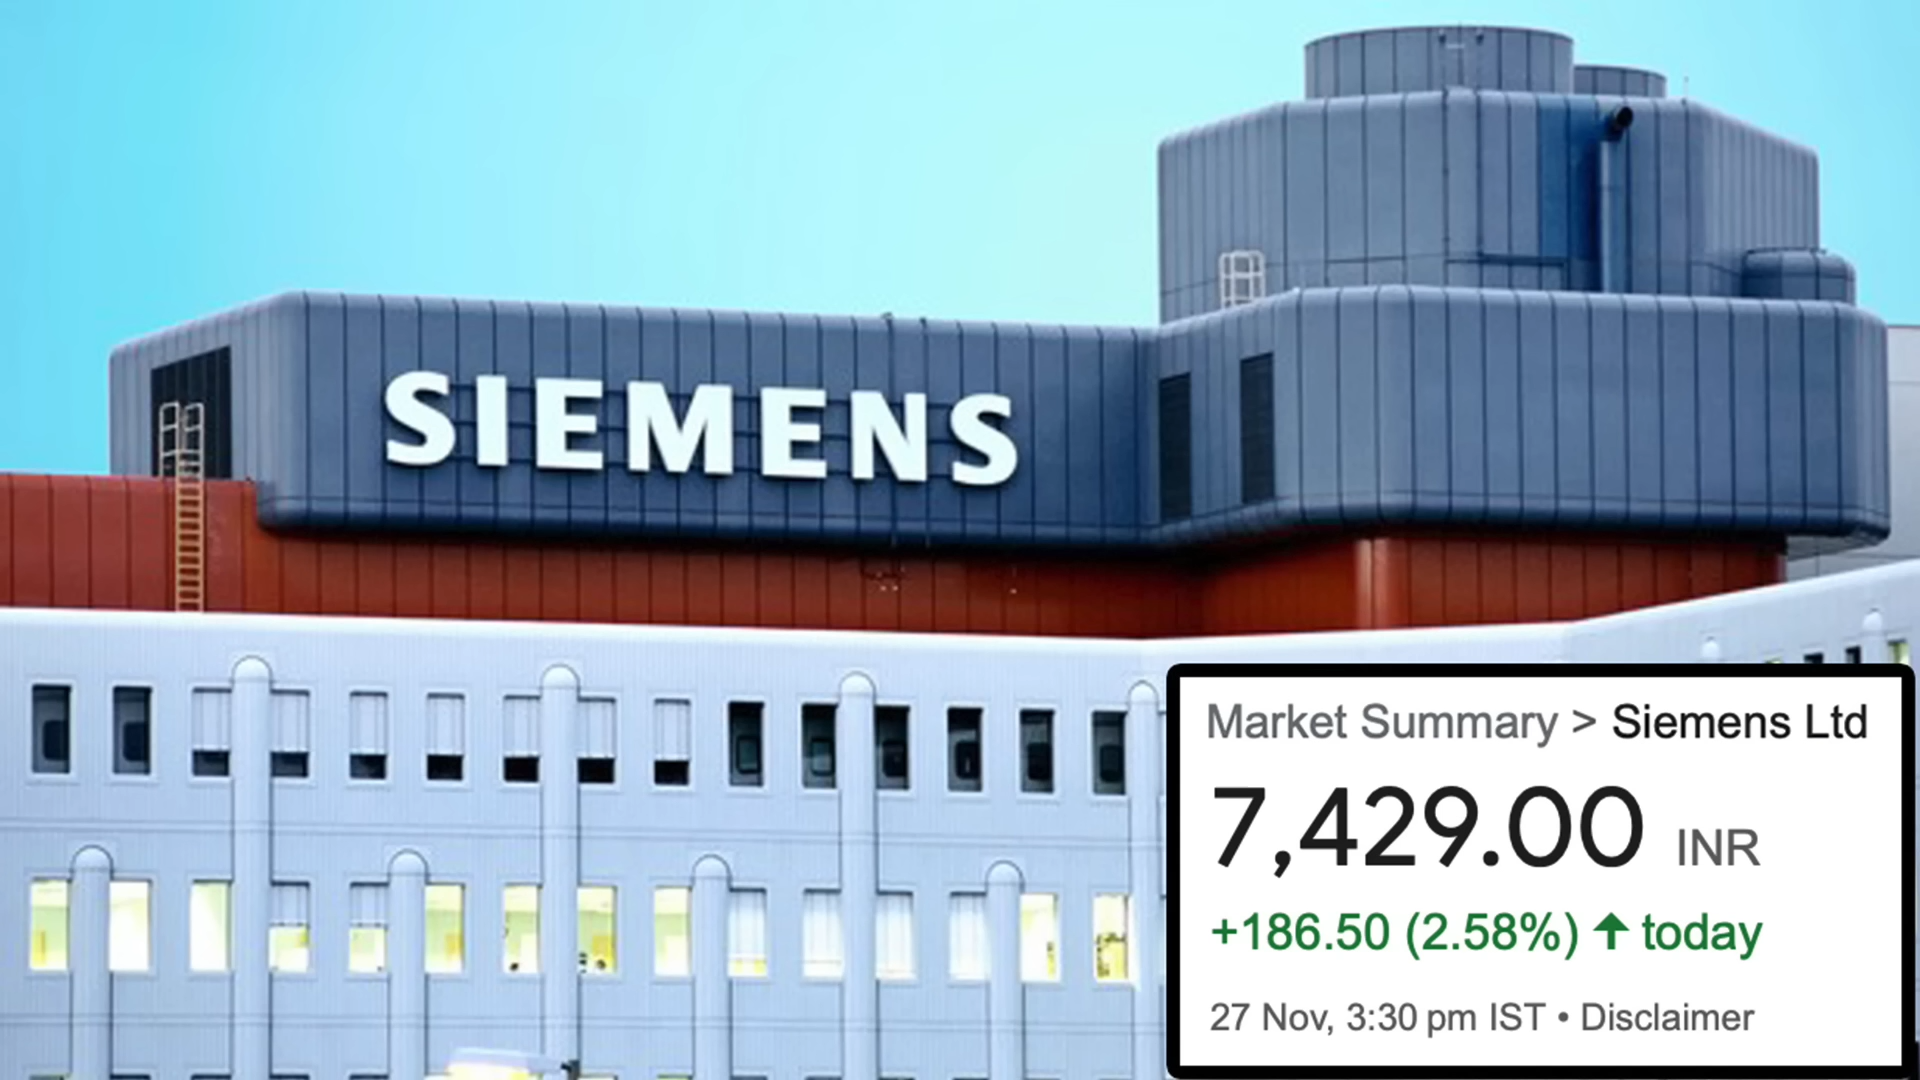 SIEMENS
Market Summary > Siemens Ltd
7,429.00 INR
+186.50 (2.58%) ↑ today
27 Nov, 3:30 pm IST • Disclaimer